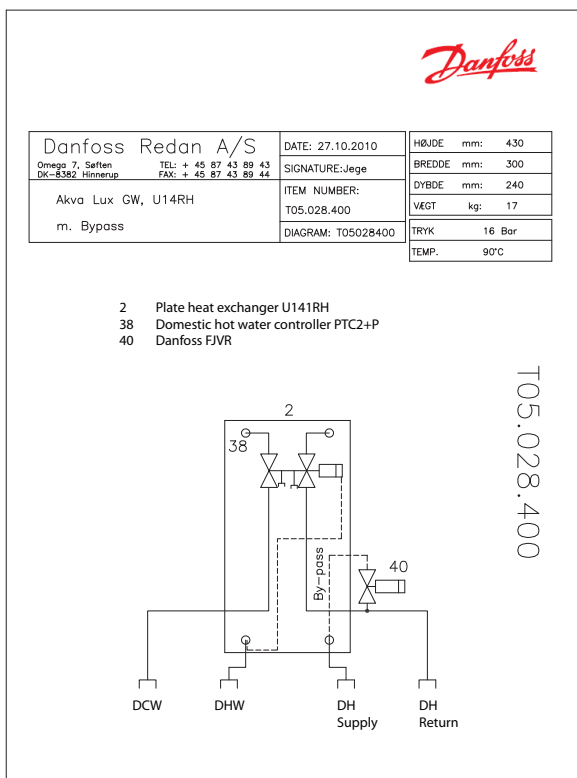 Danfoss
Danfoss Redan A/S
Omega 7, Søften TEL: + 45 87 43 89 43
DK-8382 Hinnerup FAX: + 45 87 43 89 44
Akva Lux GW, U14RH
m. Bypass
DATE: 27.10.2010
SIGNATURE:Jege
ITEM NUMBER:
T05.028.400
DIAGRAM: T05028400
HØJDE mm: 430
BREDDE mm: 300
DYBDE mm: 240
VÆGT kg: 17
TRYK 16 Bar
TEMP. 90°C
2 Plate heat exchanger U141RH
38 Domestic hot water controller PTC2+P
40 Danfoss FJVR
T05.028.400
2
38
By-pass
40
DCW
DHW
DH
Supply
DH
Return